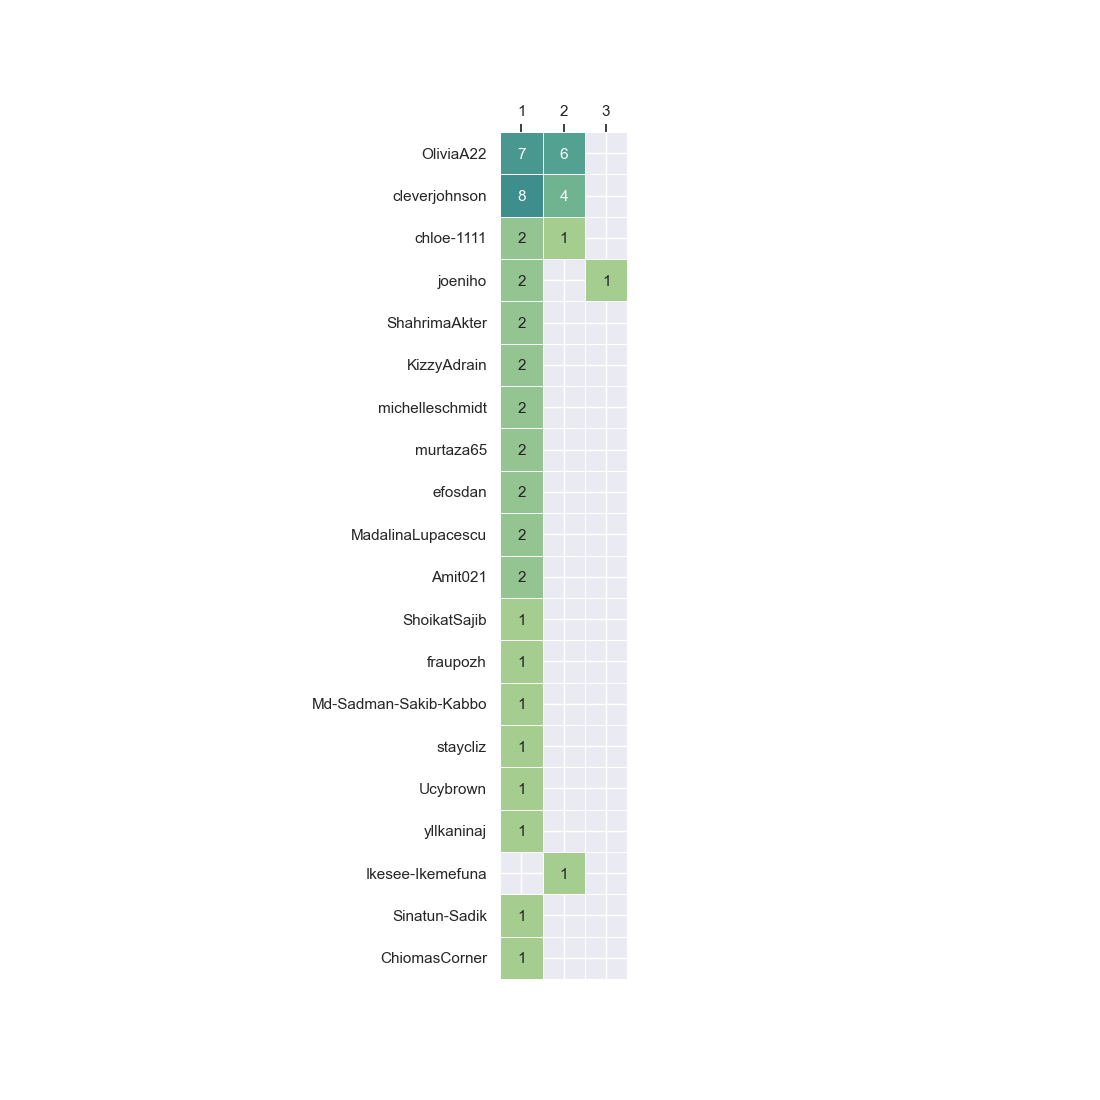 1 2 3
OliviaA22 7 6
cleverjohnson 8 4
chloe-1111 2 1
joeniho 2 1
ShahrimaAkter 2
KizzyAdrain 2
michelleschmidt 2
murtaza65 2
efosdan 2
MadalinaLupacescu 2
Amit021 2
ShoikatSajib 1
fraupozh 1
Md-Sadman-Sakib-Kabbo 1
staycliz 1
Ucybrown 1
yllkaninaj 1
Ikesee-Ikemefuna 1
Sinatun-Sadik 1
ChiomasCorner 1